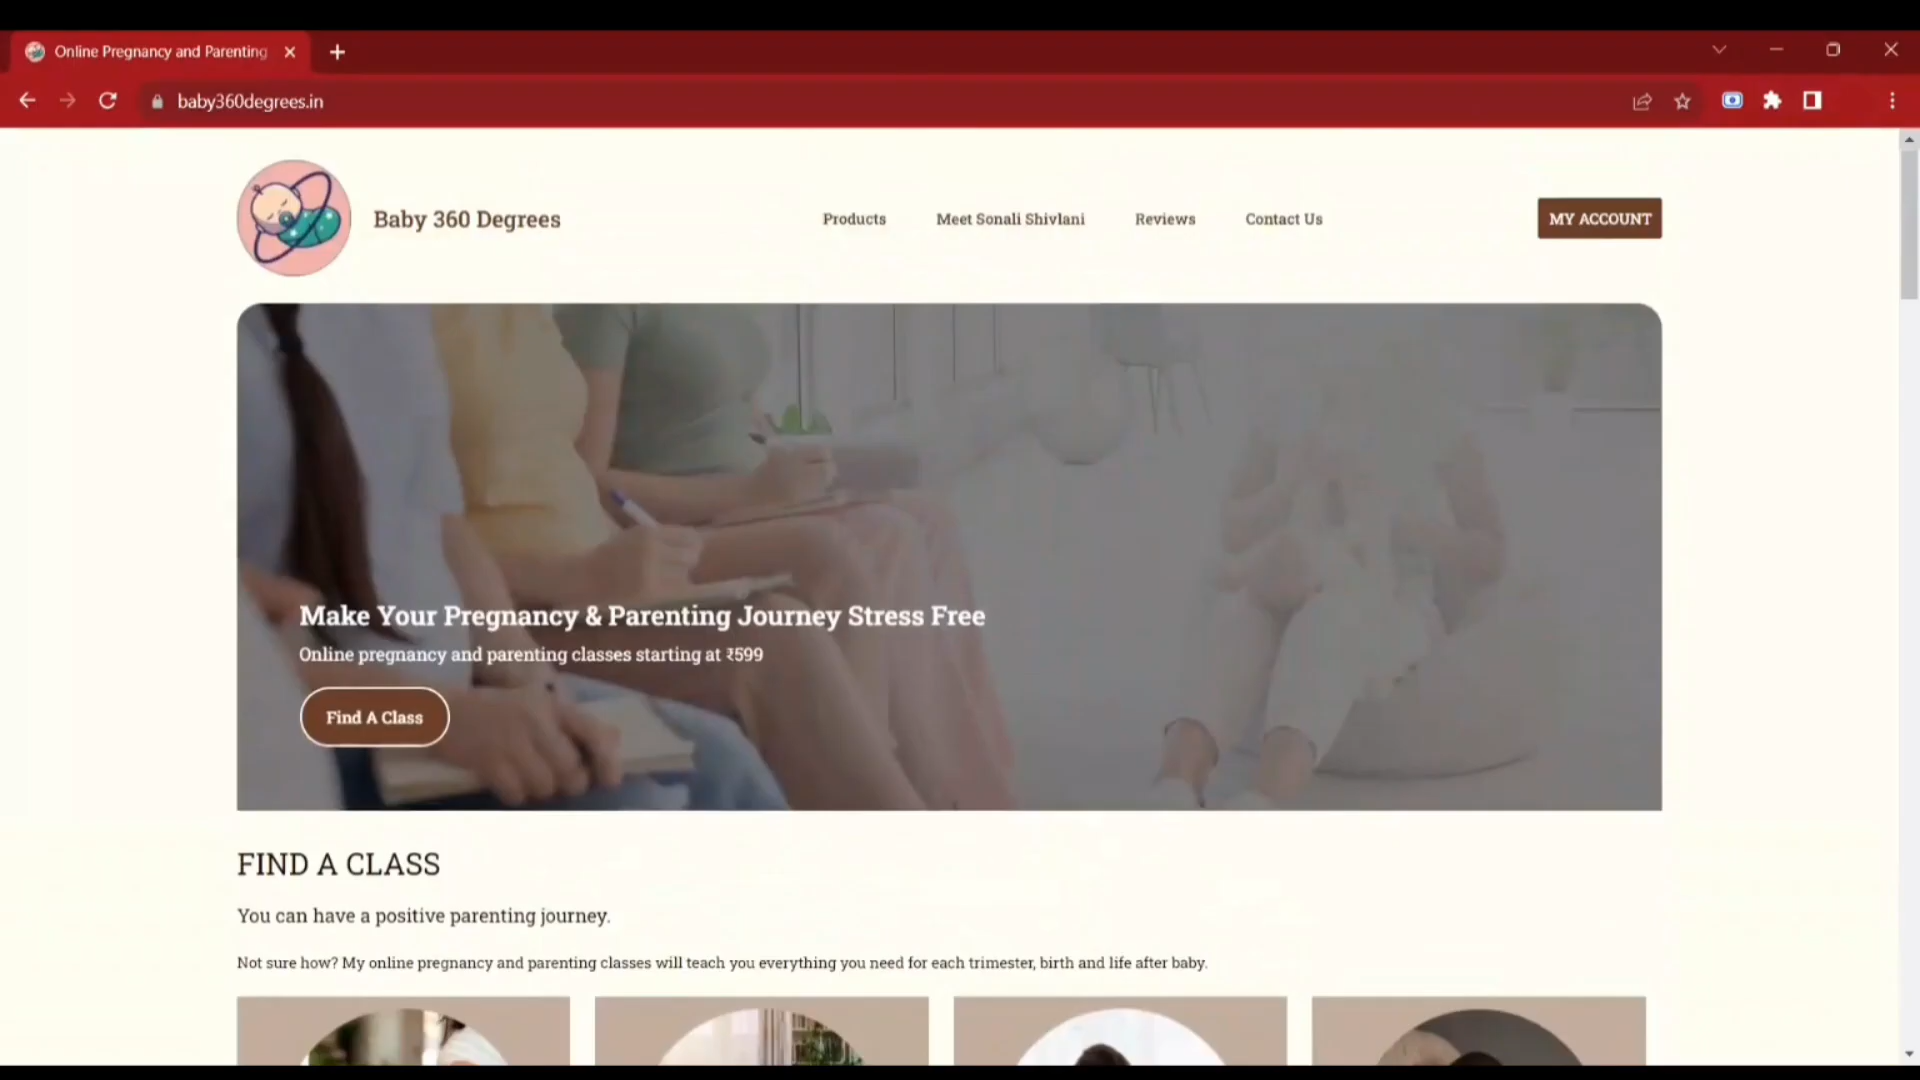 Online Pregnancy and Parenting
baby360degrees.in
Baby 360 Degrees
Products
Meet Sonali Shivlani
Reviews
Contact Us
MY ACCOUNT
Make Your Pregnancy & Parenting Journey Stress Free
Online pregnancy and parenting classes starting at ₹599
Find A Class
FIND A CLASS
You can have a positive parenting journey.
Not sure how? My online pregnancy and parenting classes will teach you everything you need for each trimester, birth and life after baby.